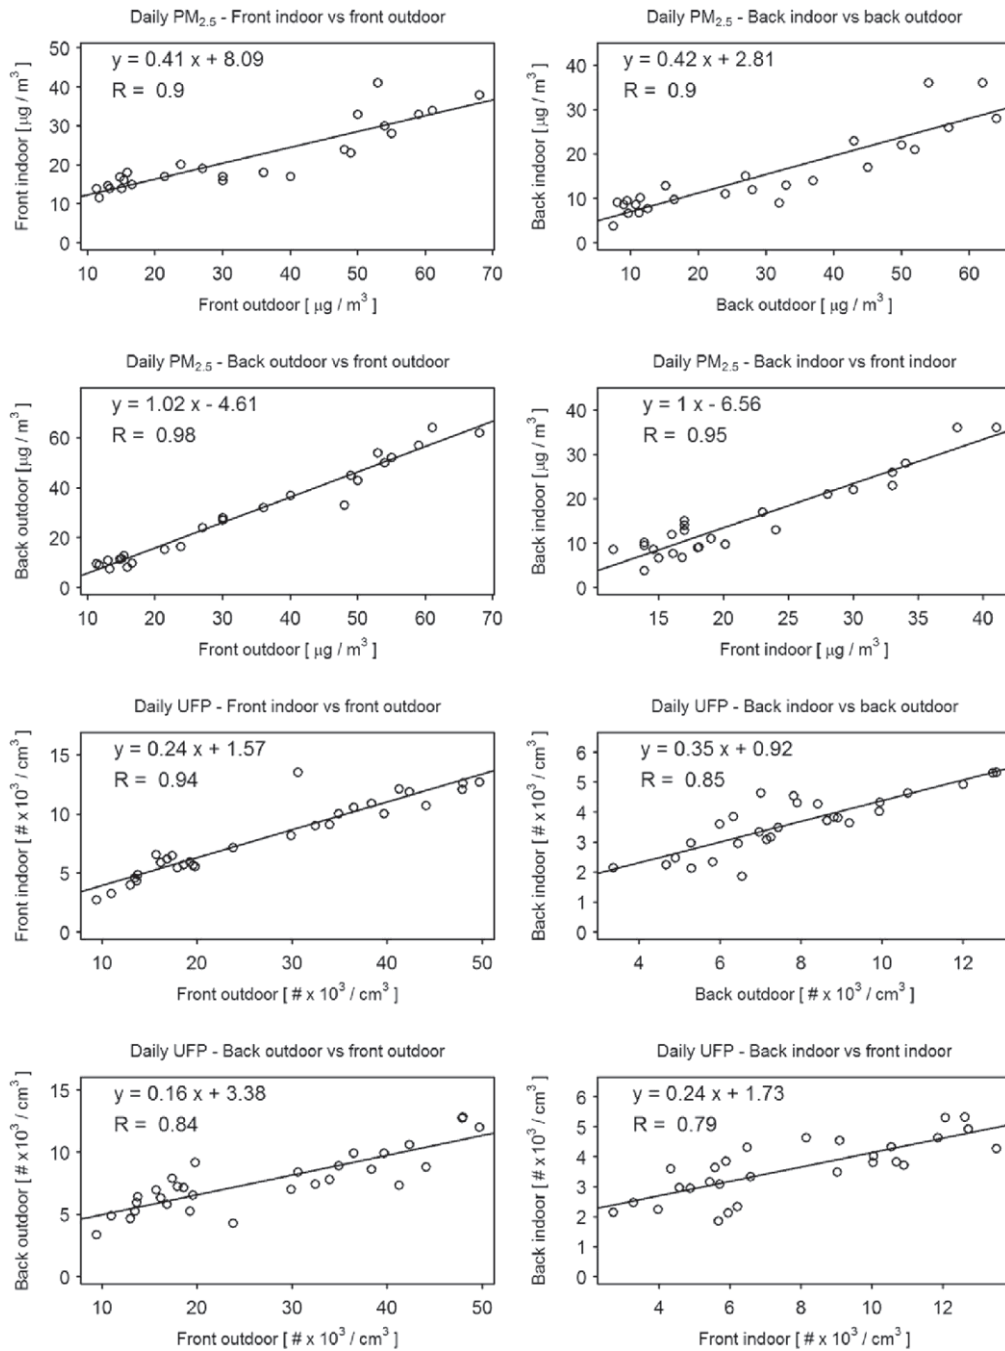 Daily PM2.5 - Front indoor vs front outdoor
y = 0.41 x + 8.09
R = 0.9
Front indoor [ μg / m³ ]
50
40
30
20
10
0
10 20 30 40 50 60 70
Front outdoor [ μg / m³ ]
Daily PM2.5 - Back indoor vs back outdoor
y = 0.42 x + 2.81
R = 0.9
Back indoor [ μg / m³ ]
40
30
20
10
0
10 20 30 40 50 60
Back outdoor [ μg / m³ ]
Daily PM2.5 - Back outdoor vs front outdoor
y = 1.02 x - 4.61
R = 0.98
Back outdoor [ μg / m³ ]
60
40
20
0
10 20 30 40 50 60 70
Front outdoor [ μg / m³ ]
Daily PM2.5 - Back indoor vs front indoor
y = 1 x - 6.56
R = 0.95
Back indoor [ μg / m³ ]
40
30
20
10
0
15 20 25 30 35 40
Front indoor [ μg / m³ ]
Daily UFP - Front indoor vs front outdoor
y = 0.24 x + 1.57
R = 0.94
Front indoor [ # x 10³ / cm³ ]
15
10
5
0
10 20 30 40 50
Front outdoor [ # x 10³ / cm³ ]
Daily UFP - Back indoor vs back outdoor
y = 0.35 x + 0.92
R = 0.85
Back indoor [ # x 10³ / cm³ ]
6
5
4
3
2
1
0
4 6 8 10 12
Back outdoor [ # x 10³ / cm³ ]
Daily UFP - Back outdoor vs front outdoor
y = 0.16 x + 3.38
R = 0.84
Back outdoor [ # x 10³ / cm³ ]
15
10
5
0
10 20 30 40 50
Front outdoor [ # x 10³ / cm³ ]
Daily UFP - Back indoor vs front indoor
y = 0.24 x + 1.73
R = 0.79
Back indoor [ # x 10³ / cm³ ]
6
5
4
3
2
1
0
4 6 8 10 12
Front indoor [ # x 10³ / cm³ ]